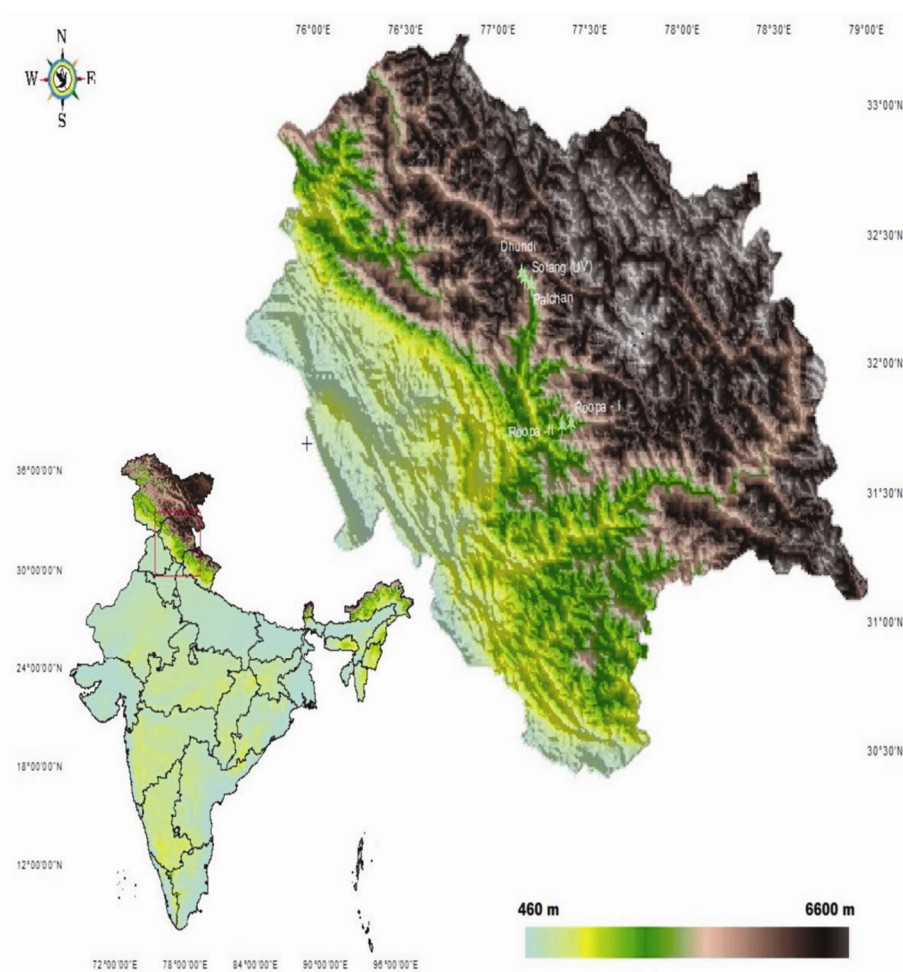 N
W E
S
76°00'E 76°30'E 77°00'E 77°30'E 78°00'E 78°30'E 79°00'E
33°00'N
32°30'N
32°00'N
31°30'N
31°00'N
30°30'N
Dhundi
Solang (UV)
Palchan
Roopa - I
Roopa - II
36°00'00"N
30°00'00"N
24°00'00"N
18°00'00"N
12°00'00"N
72°00'00"E 78°00'00"E 84°00'00"E 90°00'00"E 96°00'00"E
460 m 6600 m